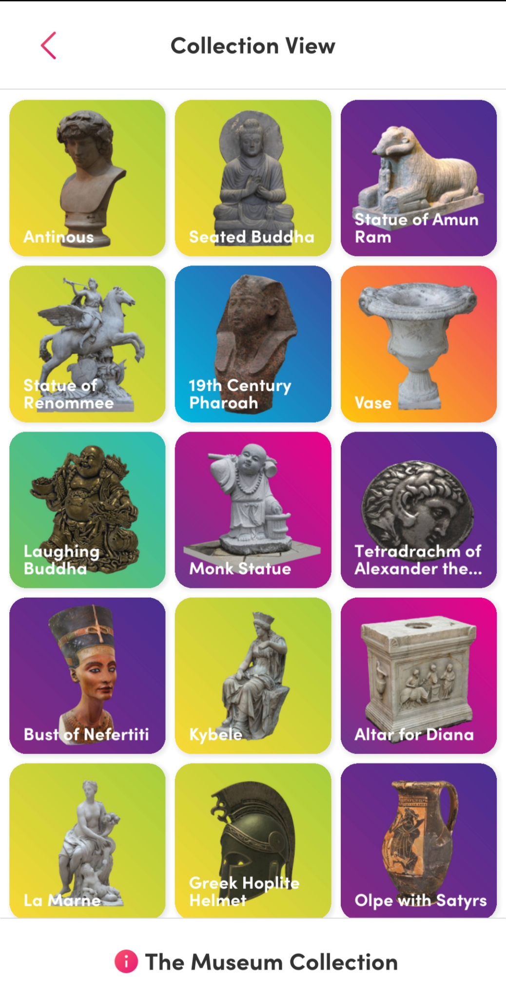 Collection View
Antinous
Seated Buddha
Statue of Amun
Ram
Statue of
Renommee
19th Century
Pharoah
Vase
Laughing
Buddha
Monk Statue
Tetradrachm of
Alexander the...
Bust of Nefertiti
Kybele
Altar for Diana
La Marne
Greek Hoplite
Helmet
Olpe with Satyrs
i The Museum Collection